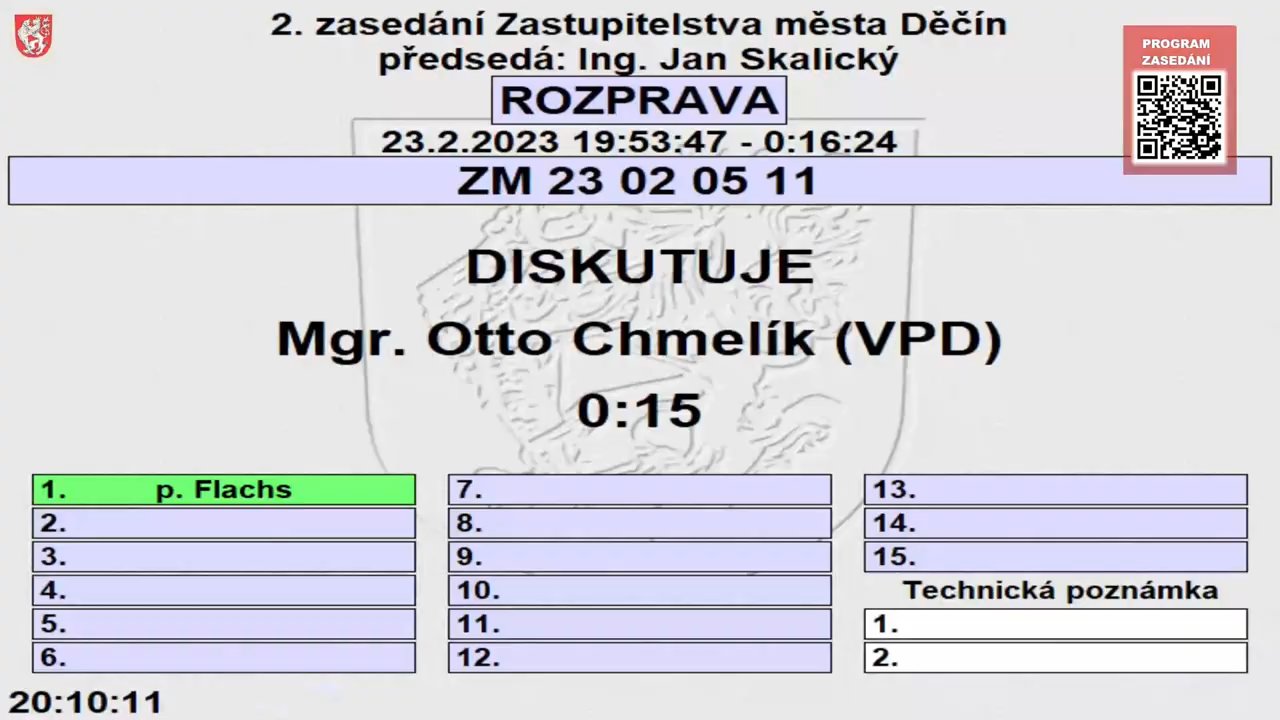 2. zasedání Zastupitelstva města Děčín
předsedá: Ing. Jan Skalický
PROGRAM
ZASEDÁNÍ
ROZPRAVA
23.2.2023 19:53:47 - 0:16:24
ZM 23 02 05 11
DISKUTUJE
Mgr. Otto Chmelík (VPD)
0:15
1. p. Flachs
2.
3.
4.
5.
6.
7.
8.
9.
10.
11.
12.
13.
14.
15.
Technická poznámka
1.
2.
20:10:11